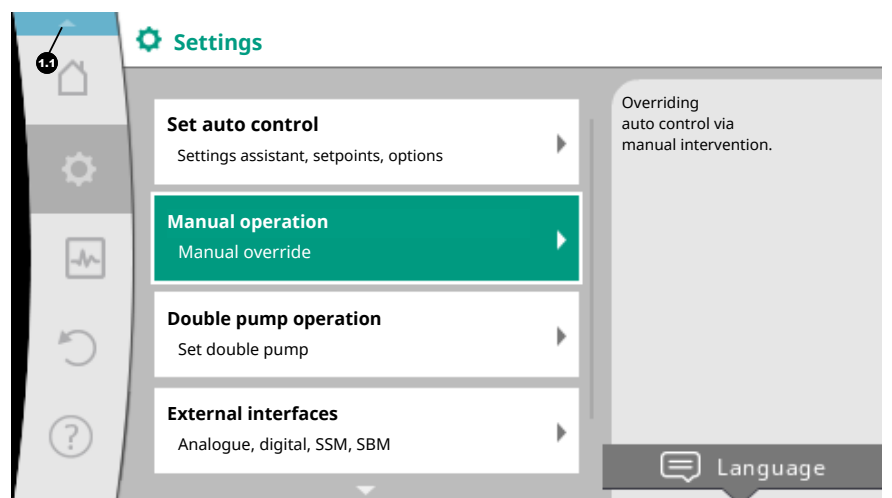 1.1
Settings
Set auto control
Settings assistant, setpoints, options
Manual operation
Manual override
Double pump operation
Set double pump
External interfaces
Analogue, digital, SSM, SBM
Overriding
auto control via
manual intervention.
?
Language